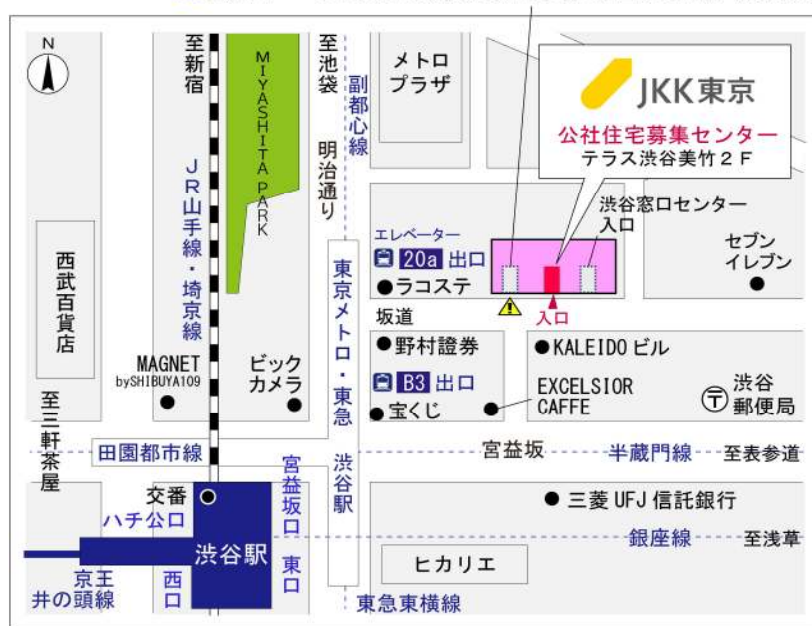 N
至新宿
MIYASHITA PARK
至池袋
明治通り
副都心線
メトロ
プラザ
JKK東京
公社住宅募集センター
テラス渋谷美竹2F
渋谷窓口センター
入口
JR山手線・埼京線
西武百貨店
エレベーター
20a 出口
ラコステ
入口
セブン
イレブン
東京メトロ・東急
渋谷駅
坂道
野村證券
KALEIDOビル
MAGNET
bySHIBUYA109
ビック
カメラ
B3 出口
宝くじ
EXCELSIOR
CAFFE
〒
渋谷
郵便局
至三軒茶屋
田園都市線
宮益坂
半蔵門線
至表参道
交番
ハチ公口
宮益坂口
三菱UFJ信託銀行
渋谷駅
銀座線
至浅草
京王
井の頭線
西口
東口
ヒカリエ
東急東横線